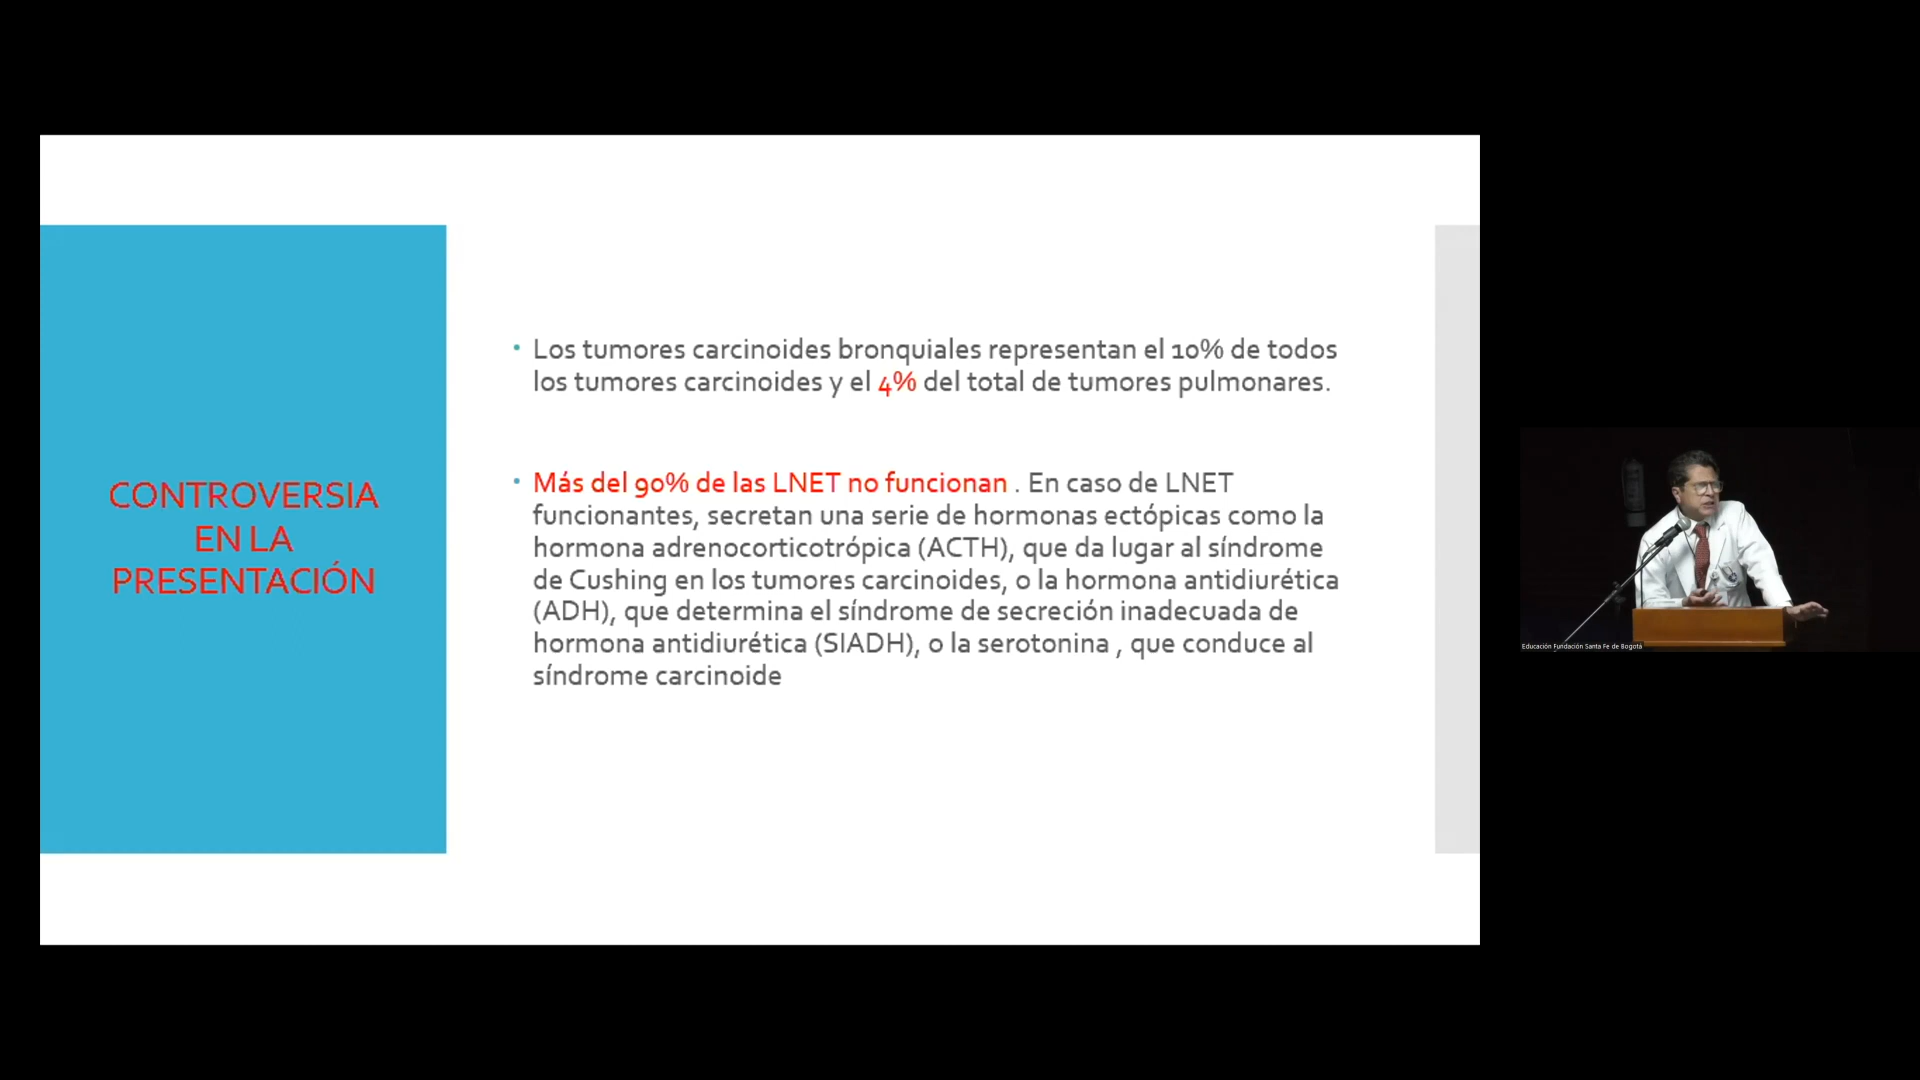 CONTROVERSIA
EN LA
PRESENTACIÓN
• Los tumores carcinoides bronquiales representan el 10% de todos
los tumores carcinoides y el 4% del total de tumores pulmonares.
• Más del 90% de las LNET no funcionan . En caso de LNET
funcionantes, secretan una serie de hormonas ectópicas como la
hormona adrenocorticotrópica (ACTH), que da lugar al síndrome
de Cushing en los tumores carcinoides, o la hormona antidiurética
(ADH), que determina el síndrome de secreción inadecuada de
hormona antidiurética (SIADH), o la serotonina , que conduce al
síndrome carcinoide
Educación Fundación Santa Fe de Bogotá